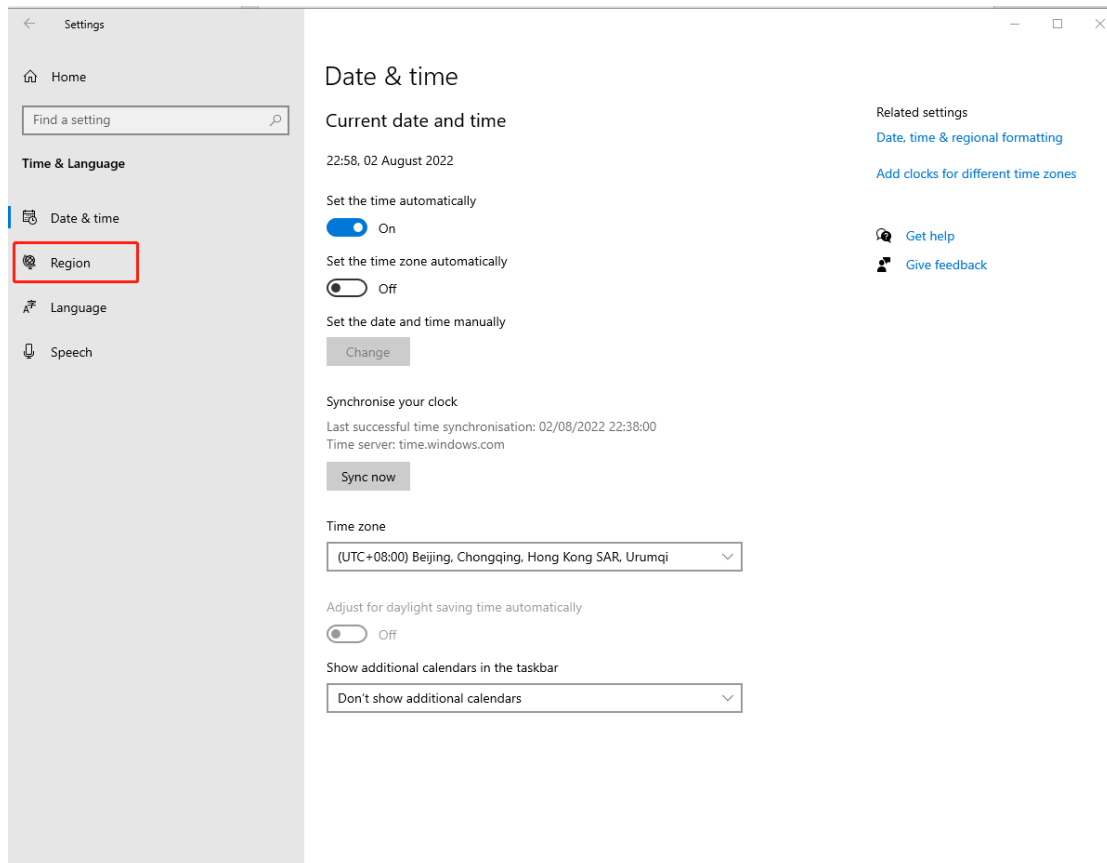 Settings
Home
Find a setting
Time & Language
Date & time
Region
Language
Speech
Date & time
Current date and time
22:58, 02 August 2022
Set the time automatically
On
Set the time zone automatically
Off
Set the date and time manually
Change
Synchronise your clock
Last successful time synchronisation: 02/08/2022 22:38:00
Time server: time.windows.com
Sync now
Time zone
(UTC+08:00) Beijing, Chongqing, Hong Kong SAR, Urumqi
Adjust for daylight saving time automatically
Off
Show additional calendars in the taskbar
Don't show additional calendars
Related settings
Date, time & regional formatting
Add clocks for different time zones
Get help
Give feedback